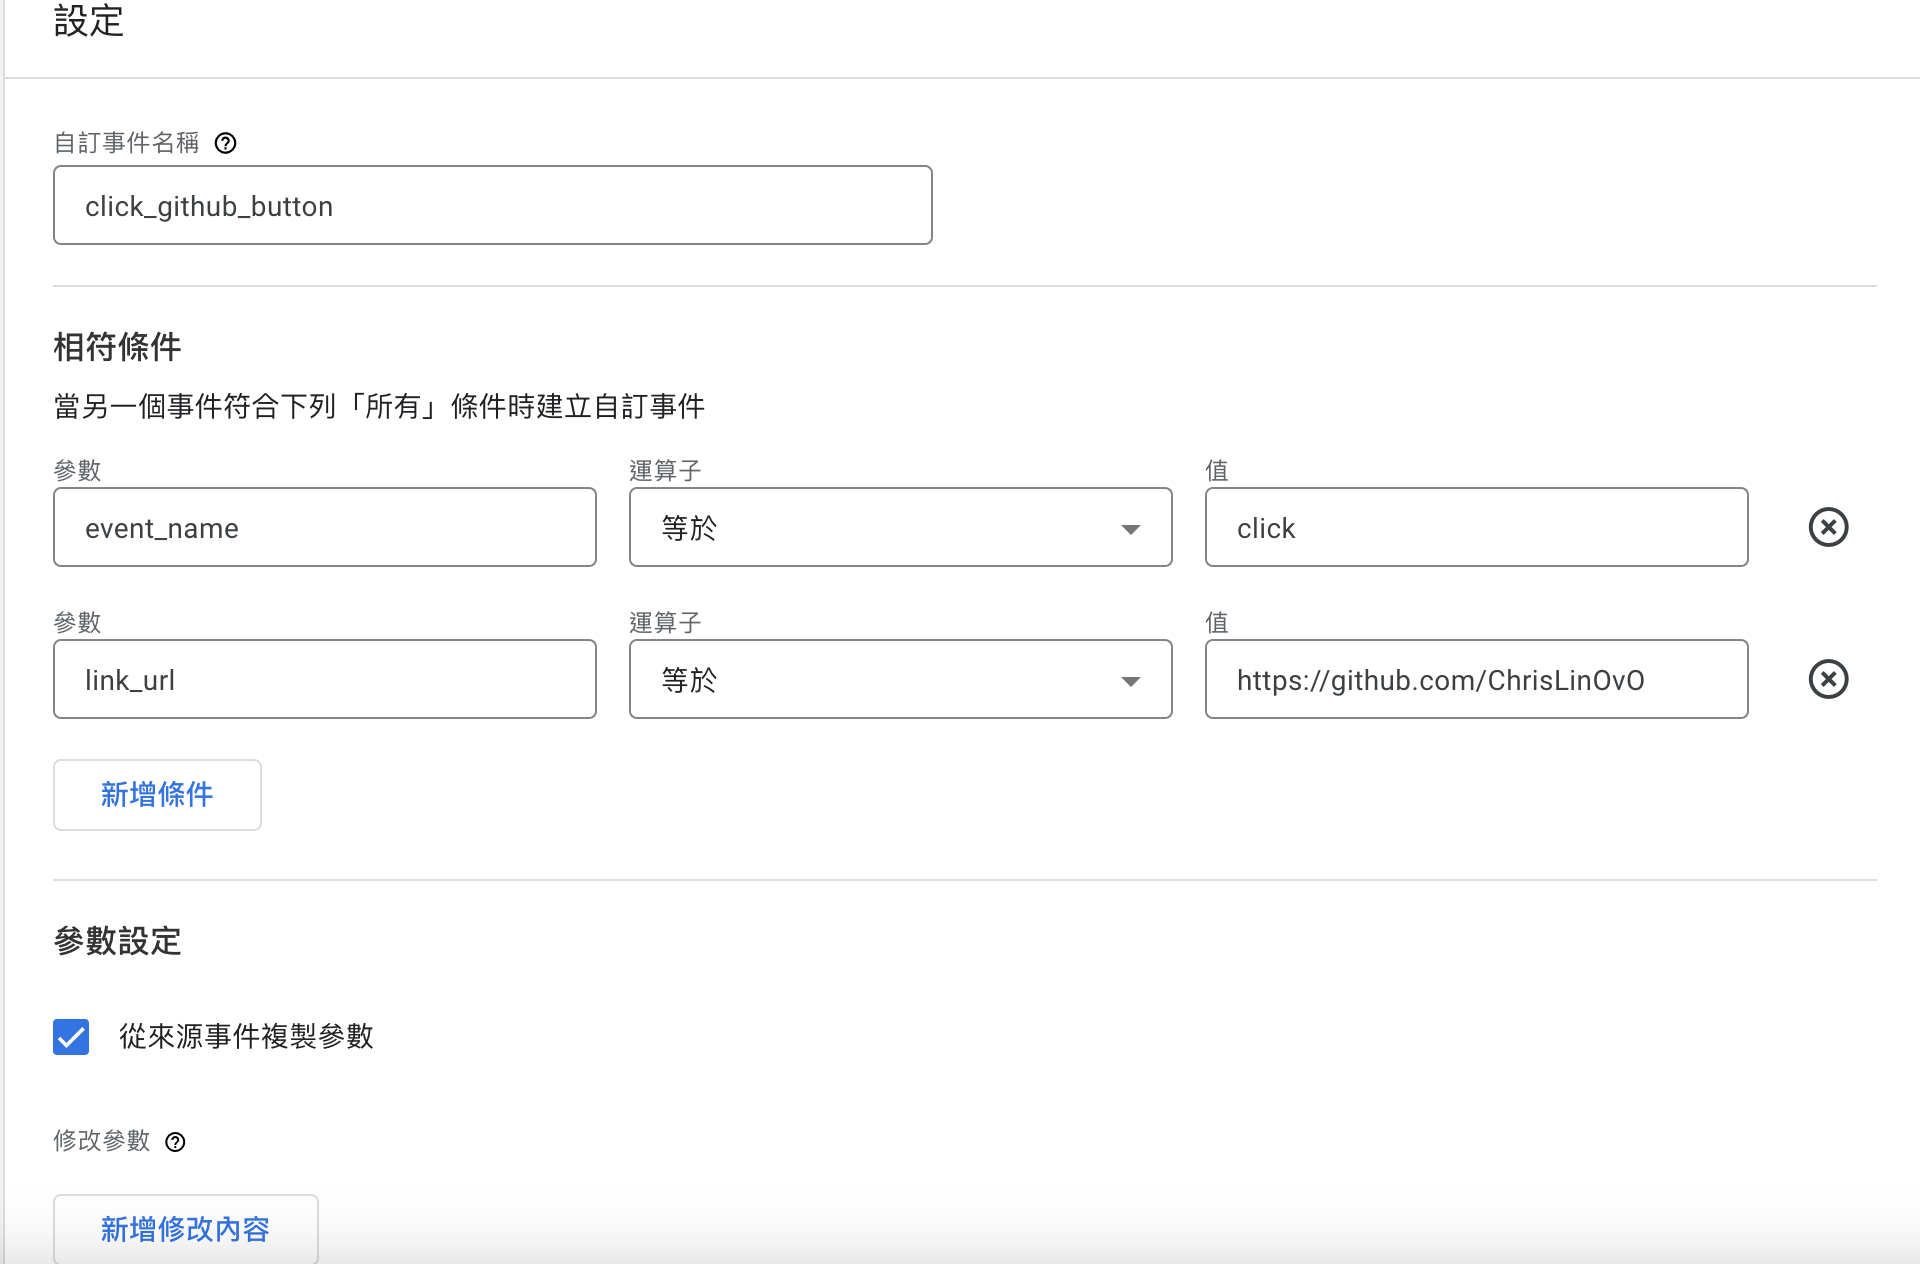 設定
自訂事件名稱
click_github_button
相符條件
當另一個事件符合下列「所有」條件時建立自訂事件
參數 運算子 值
event_name 等於 click
參數 運算子 值
link_url 等於 https://github.com/ChrisLinOvO
新增條件
參數設定
從來源事件複製參數
修改參數
新增修改內容